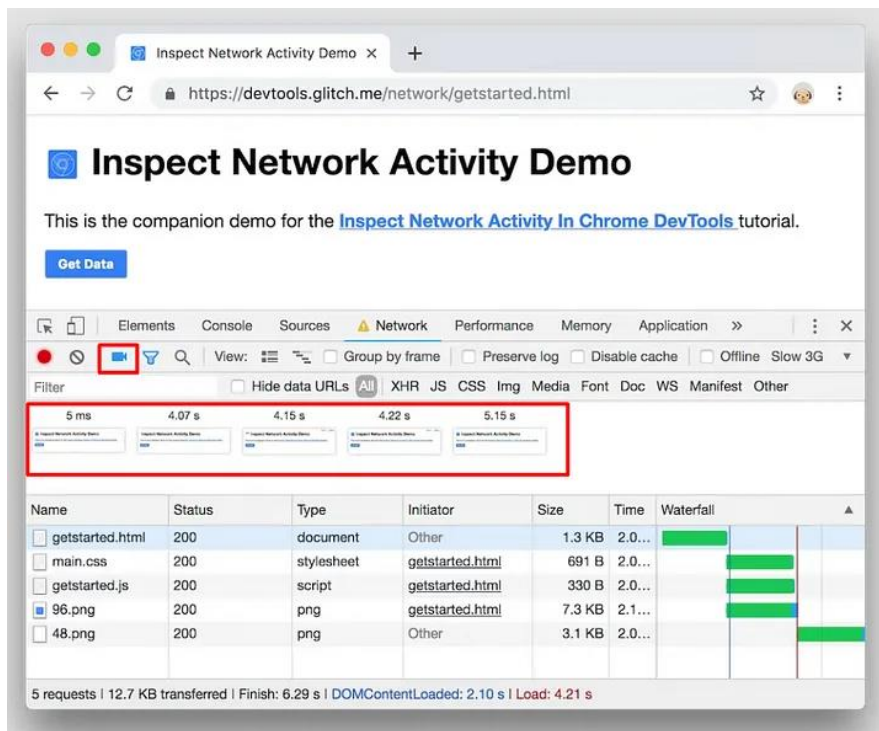 Inspect Network Activity Demo
https://devtools.glitch.me/network/getstarted.html
Inspect Network Activity Demo
This is the companion demo for the Inspect Network Activity In Chrome DevTools tutorial.
Get Data
Elements Console Sources Network Performance Memory Application »
View: Group by frame Preserve log Disable cache Offline Slow 3G
Filter Hide data URLs All XHR JS CSS Img Media Font Doc WS Manifest Other
5 ms 4.07 s 4.15 s 4.22 s 5.15 s
Name Status Type Initiator Size Time Waterfall
getstarted.html 200 document Other 1.3 KB 2.0...
main.css 200 stylesheet getstarted.html 691 B 2.0...
getstarted.js 200 script getstarted.html 330 B 2.0...
96.png 200 png getstarted.html 7.3 KB 2.1...
48.png 200 png Other 3.1 KB 2.0...
5 requests | 12.7 KB transferred | Finish: 6.29 s | DOMContentLoaded: 2.10 s | Load: 4.21 s